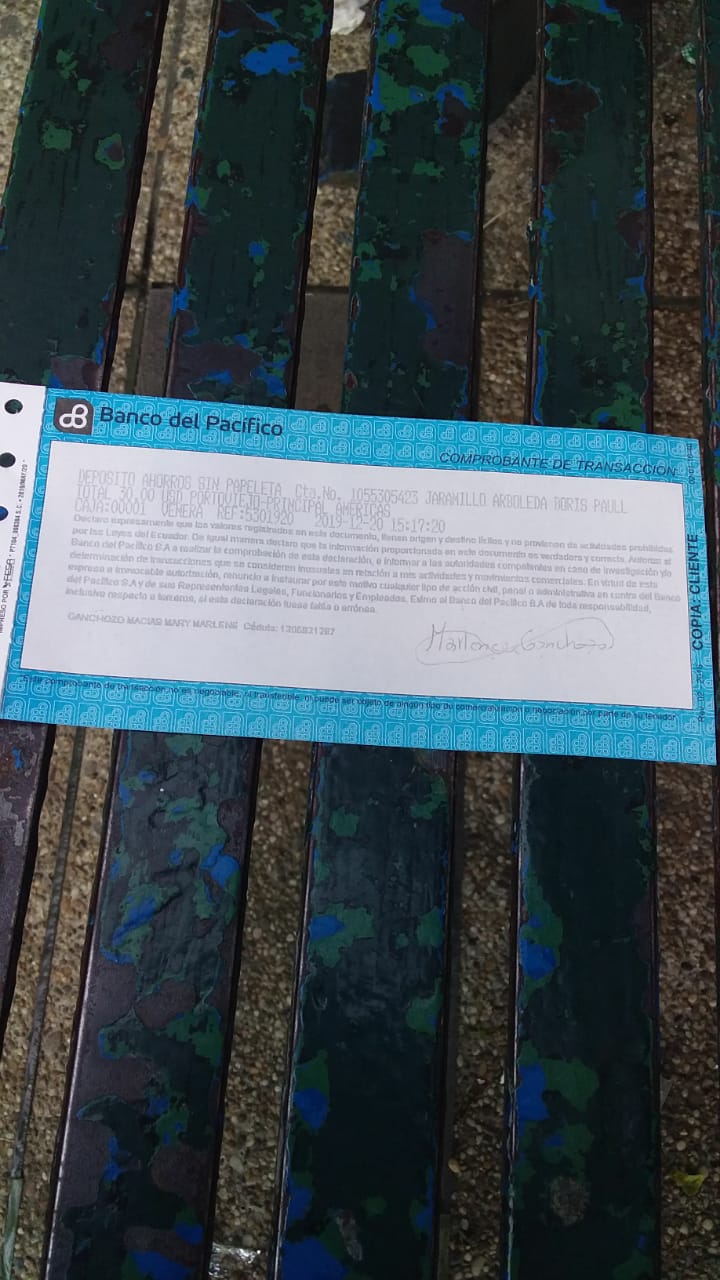 Banco del Pacífico
COMPROBANTE DE TRANSACCIÓN
DEPOSITO AHORROS SIN PAPELETA Cta.No. 1055305423 JARAMILLO ARBOLEDA BORIS PAULL
TOTAL 30.00 USD PORTOVIEJO-PRINCIPAL AMERICAS
CAJA:00001 VEMERA REF:5301920 2019-12-20 15:17:20
Declaro expresamente que los valores registrados en este documento, tienen origen y destino lícitos y no provienen de actividades prohibidas
por las Leyes del Ecuador. De igual manera declaro que la información proporcionada en este documento es verdadera y correcta. Autorizo al
Banco del Pacífico S.A a realizar la comprobación de esta declaración, e informar a las autoridades competentes en caso de investigación y/o
determinación de transacciones que se consideren inusuales en relación a mis actividades y movimientos comerciales. En virtud de esta
expresa e invocable autorización, renuncio a instaurar por este motivo cualquier tipo de acción civil, penal o administrativa en contra del Banco
del Pacífico S.A y de sus Representantes Legales, Funcionarios y Empleados. Eximo al Banco del Pacífico S.A de toda responsabilidad,
inclusive respecto a terceros, si esta declaración fuese falsa o errónea.
GANCHOZO MACIAS MARY MARLENE Cédula:
Este comprobante de transacción no es negociable, ni transferible, ni puede ser objeto de ningún tipo de comercialización o negociación por parte de su tenedor
COPIA: CLIENTE
IMPRESO POR